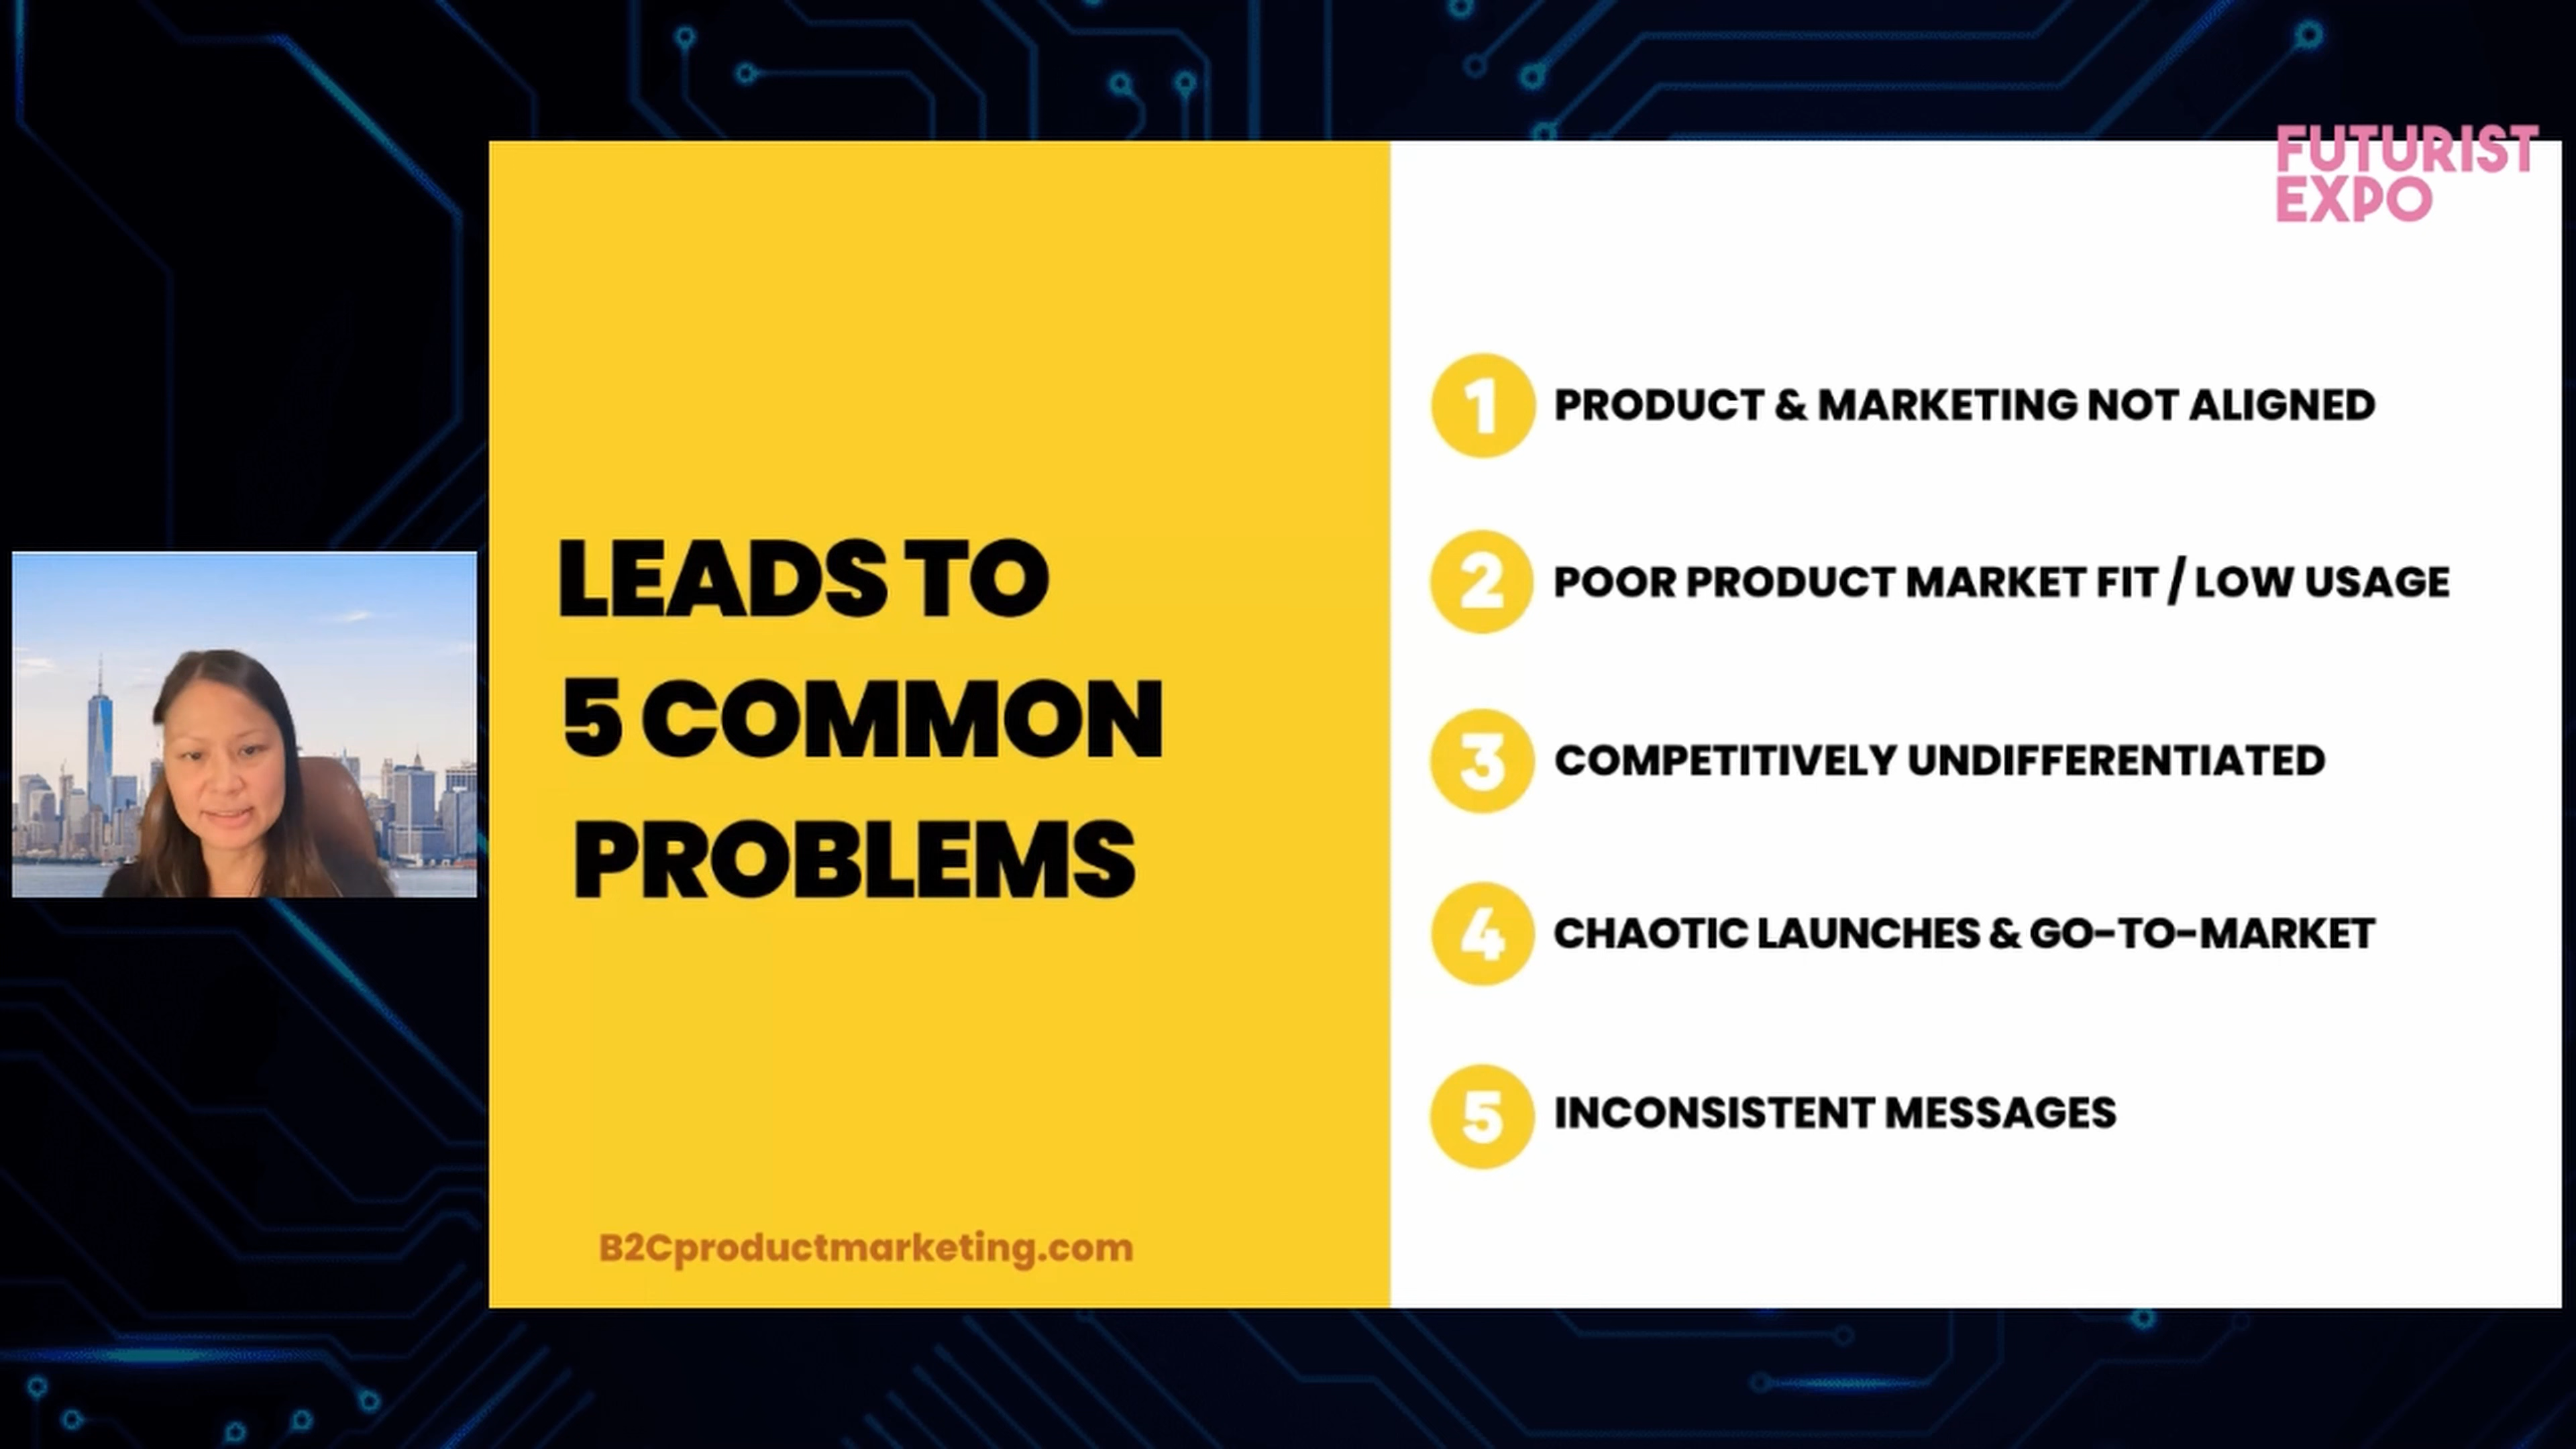 FUTURIST
EXPO
LEADS TO
5 COMMON
PROBLEMS
B2Cproductmarketing.com
1 PRODUCT & MARKETING NOT ALIGNED
2 POOR PRODUCT MARKET FIT / LOW USAGE
3 COMPETITIVELY UNDIFFERENTIATED
4 CHAOTIC LAUNCHES & GO-TO-MARKET
5 INCONSISTENT MESSAGES